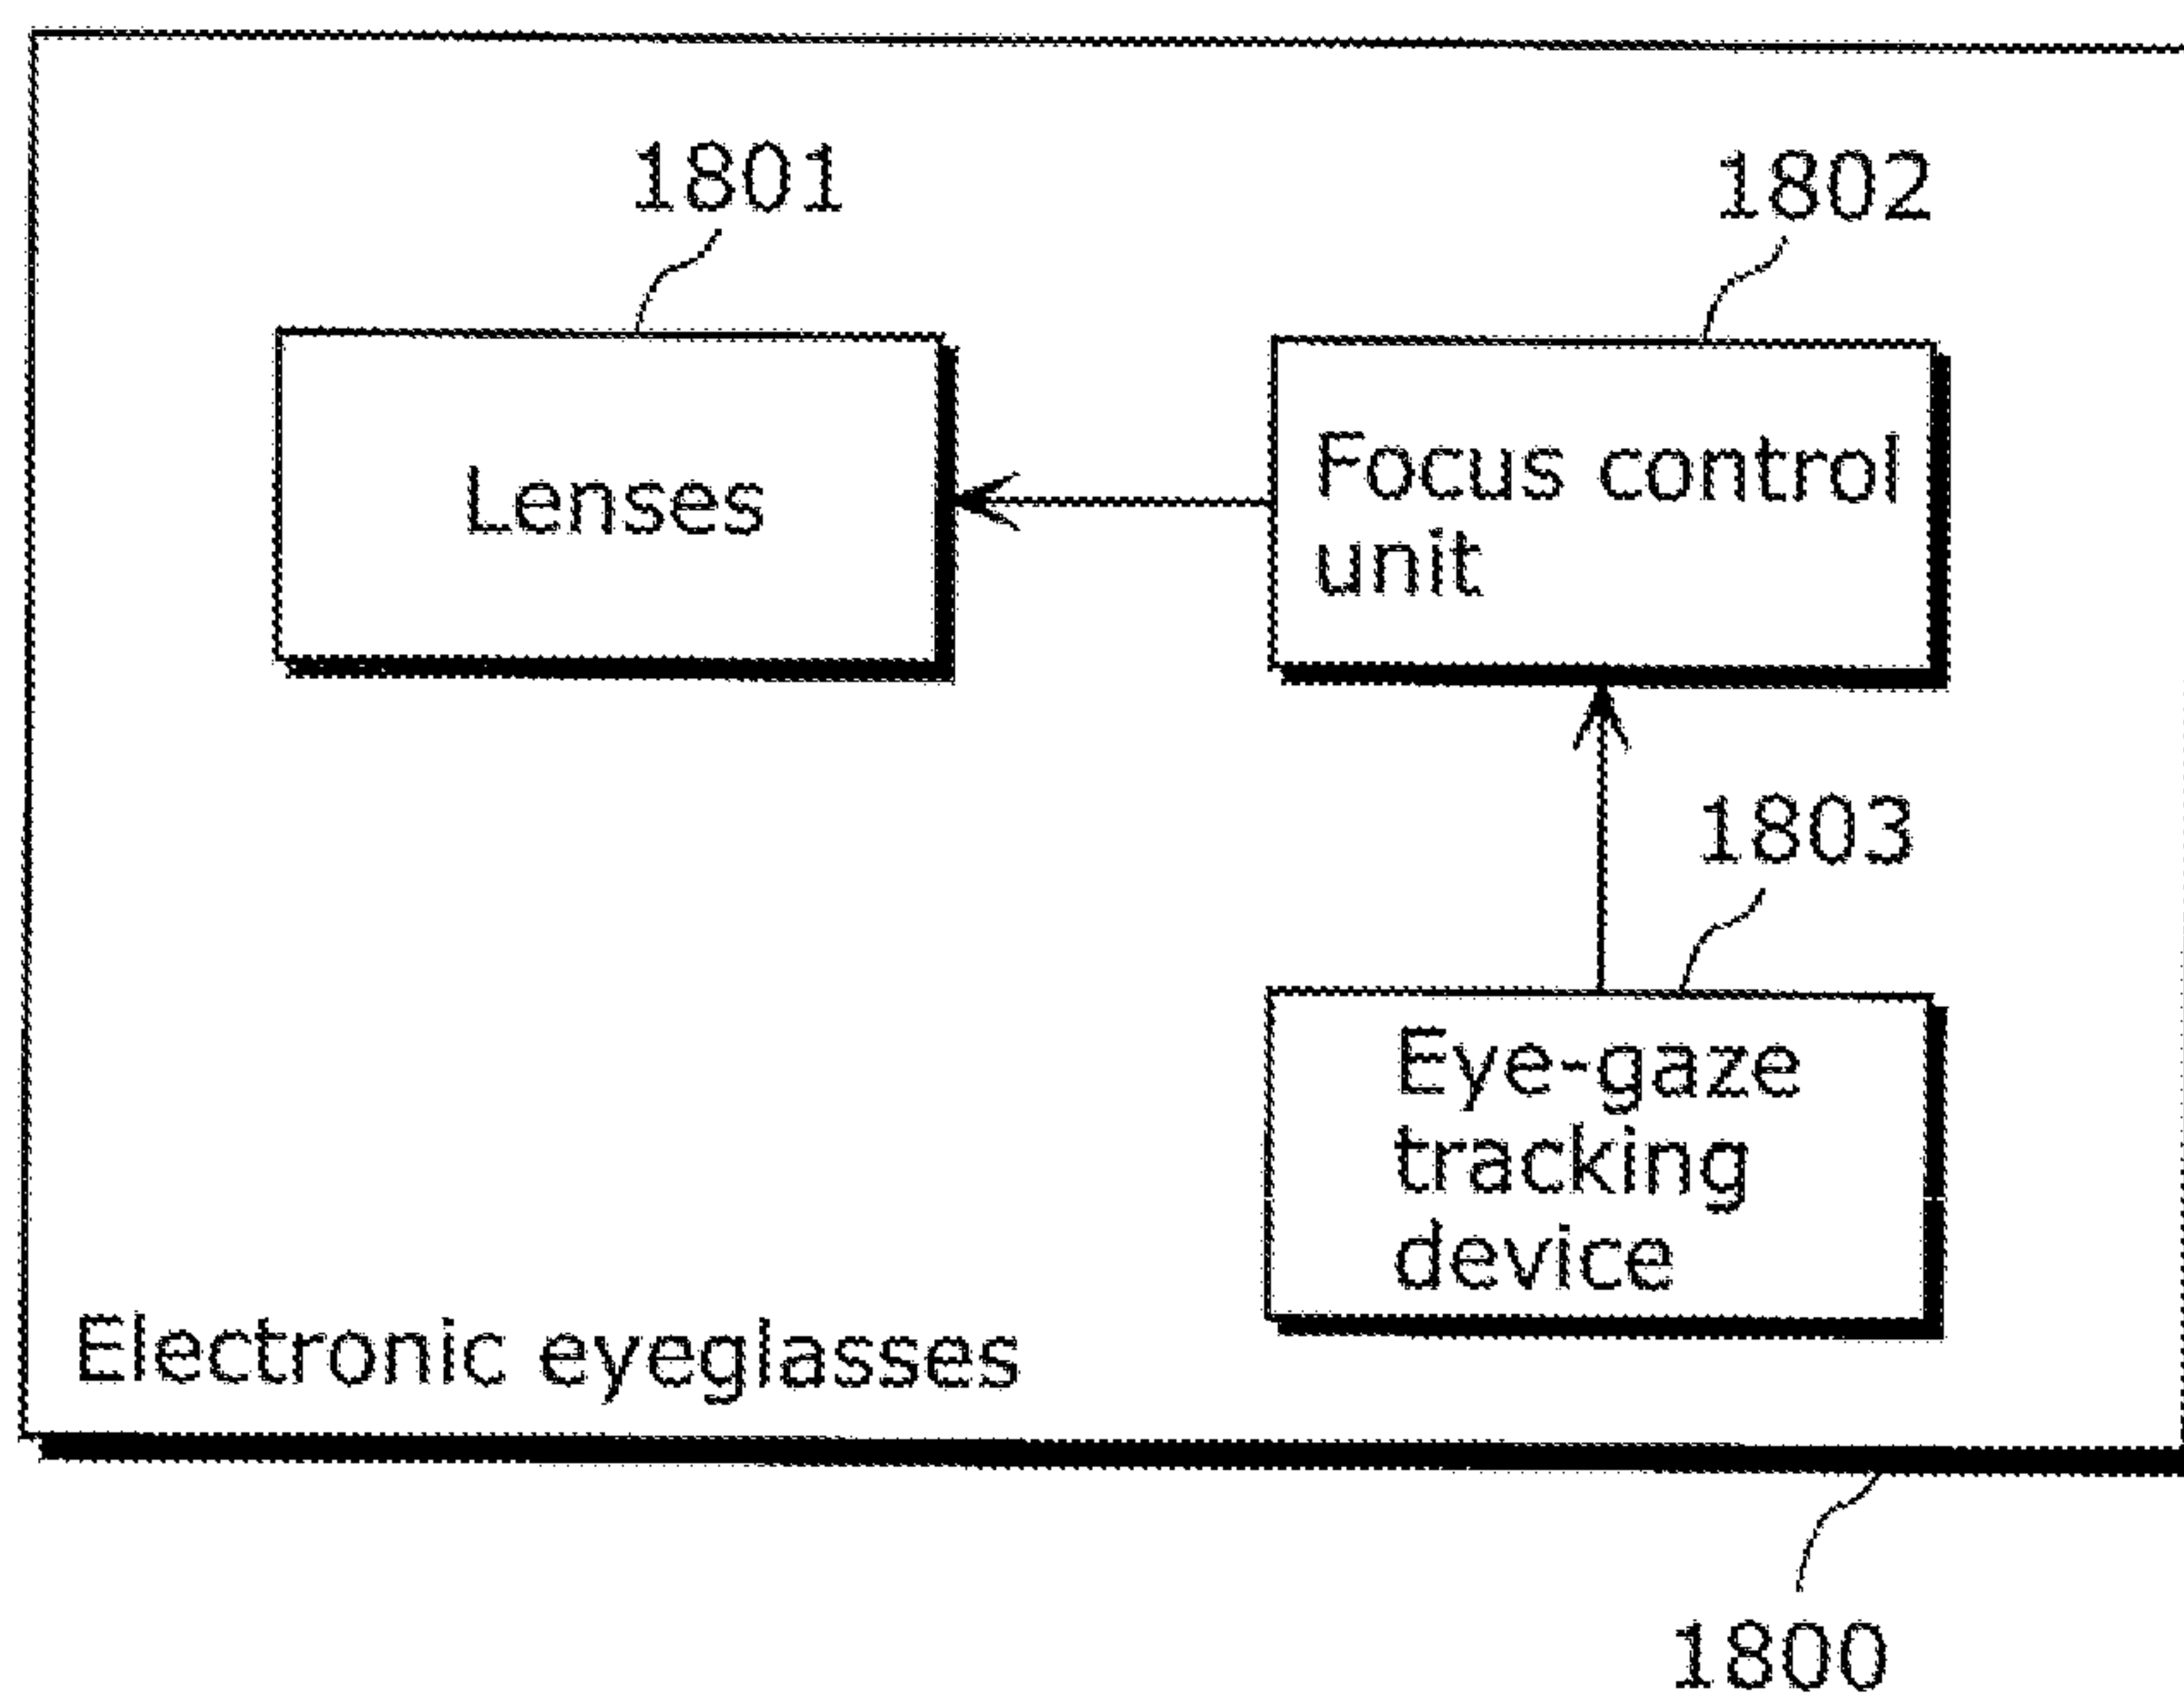 1801
1802
Lenses
Focus control
unit
1803
Eye-gaze
tracking
device
Electronic eyeglasses
1800